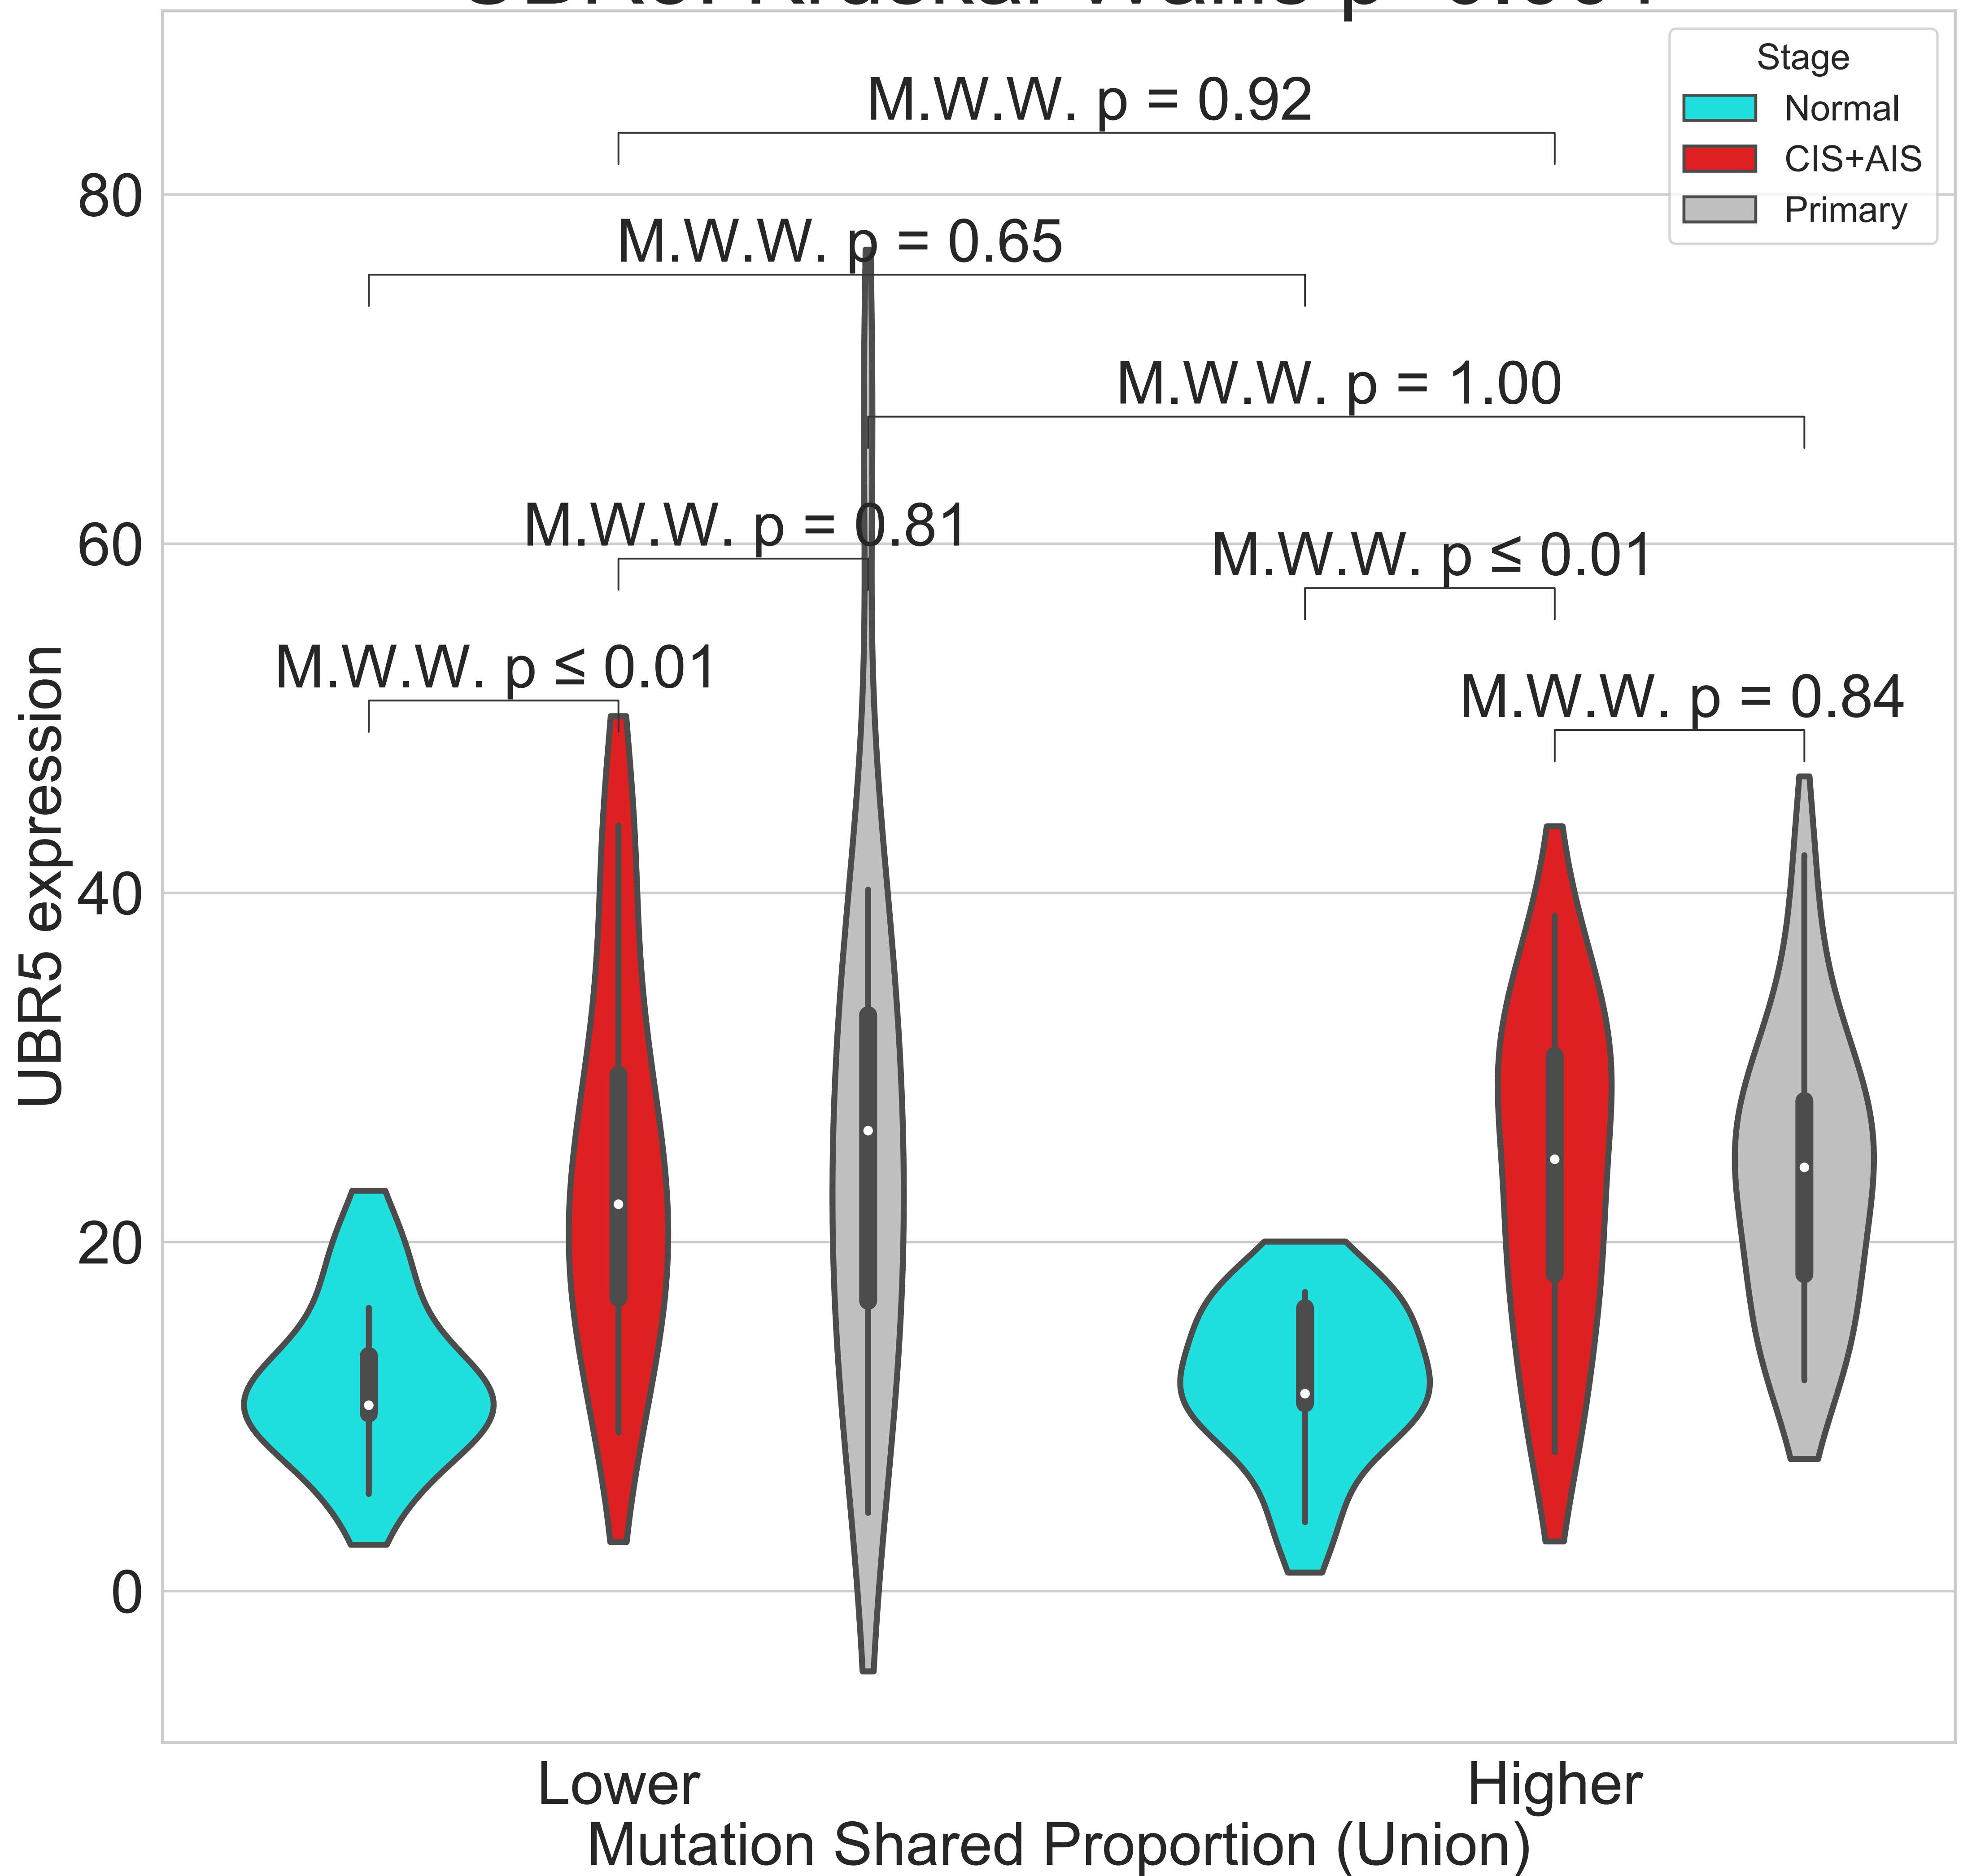 Stage
Normal
CIS+AIS
Primary
M.W.W. p = 0.92
M.W.W. p = 0.65
M.W.W. p = 1.00
M.W.W. p = 0.81
M.W.W. p ≤ 0.01
M.W.W. p ≤ 0.01
M.W.W. p = 0.84
80
60
40
20
0
UBR5 expression
Lower
Higher
Mutation Shared Proportion (Union)